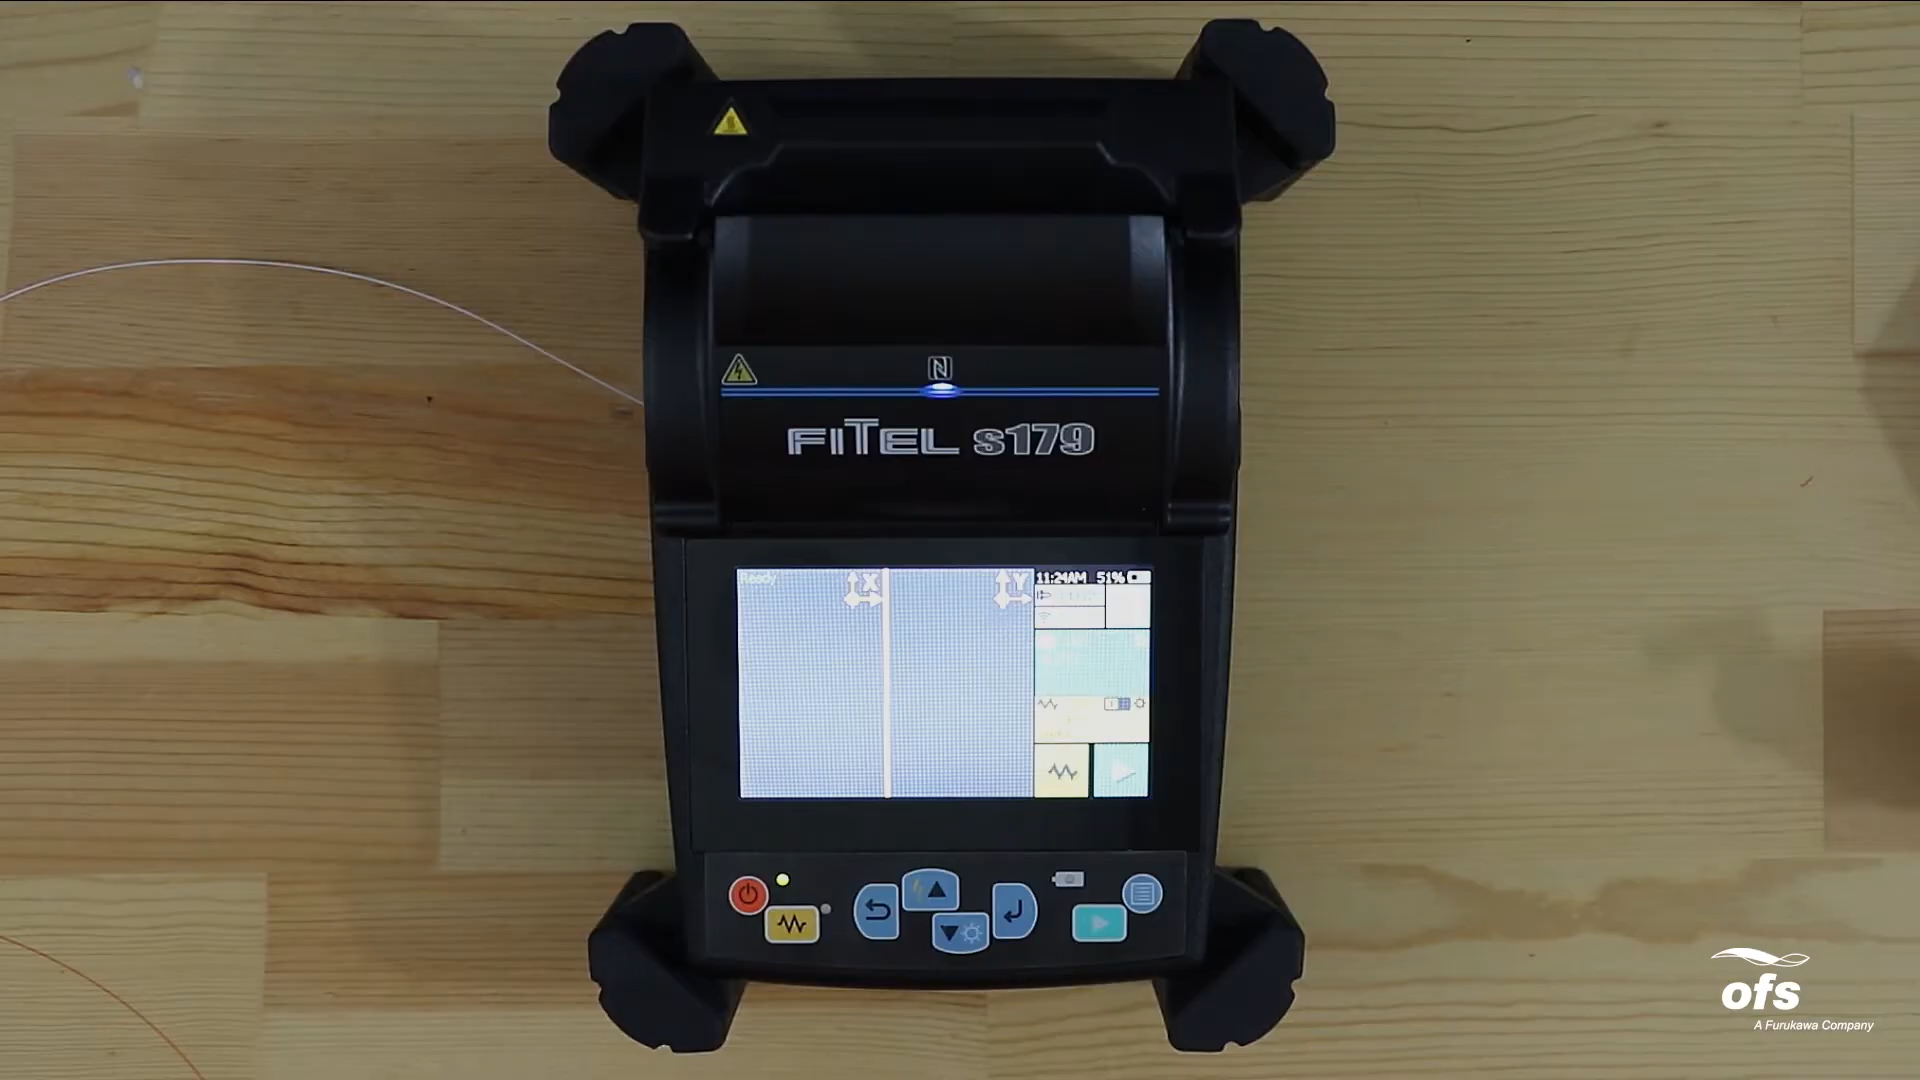 FITEL S179
Ready
X
Y
11:24AM 51%
ofs
A Furukawa Company